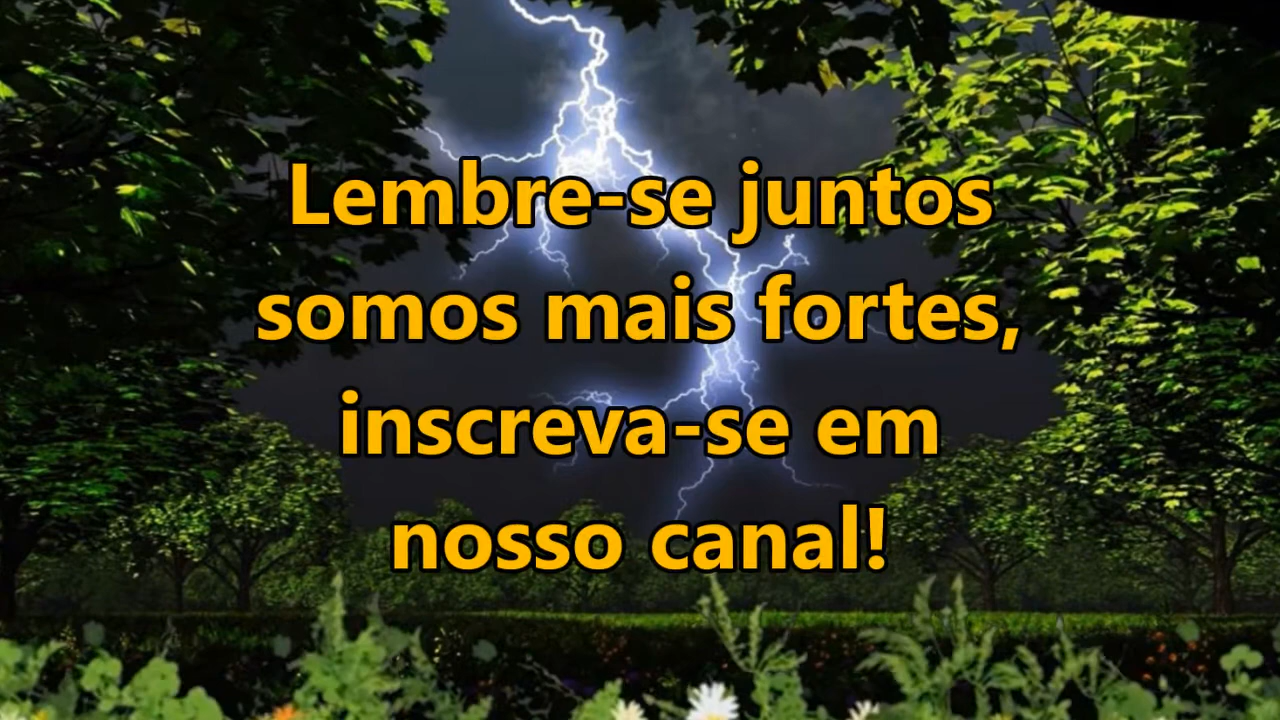 Lembre-se juntos
somos mais fortes,
inscreva-se em
nosso canal!